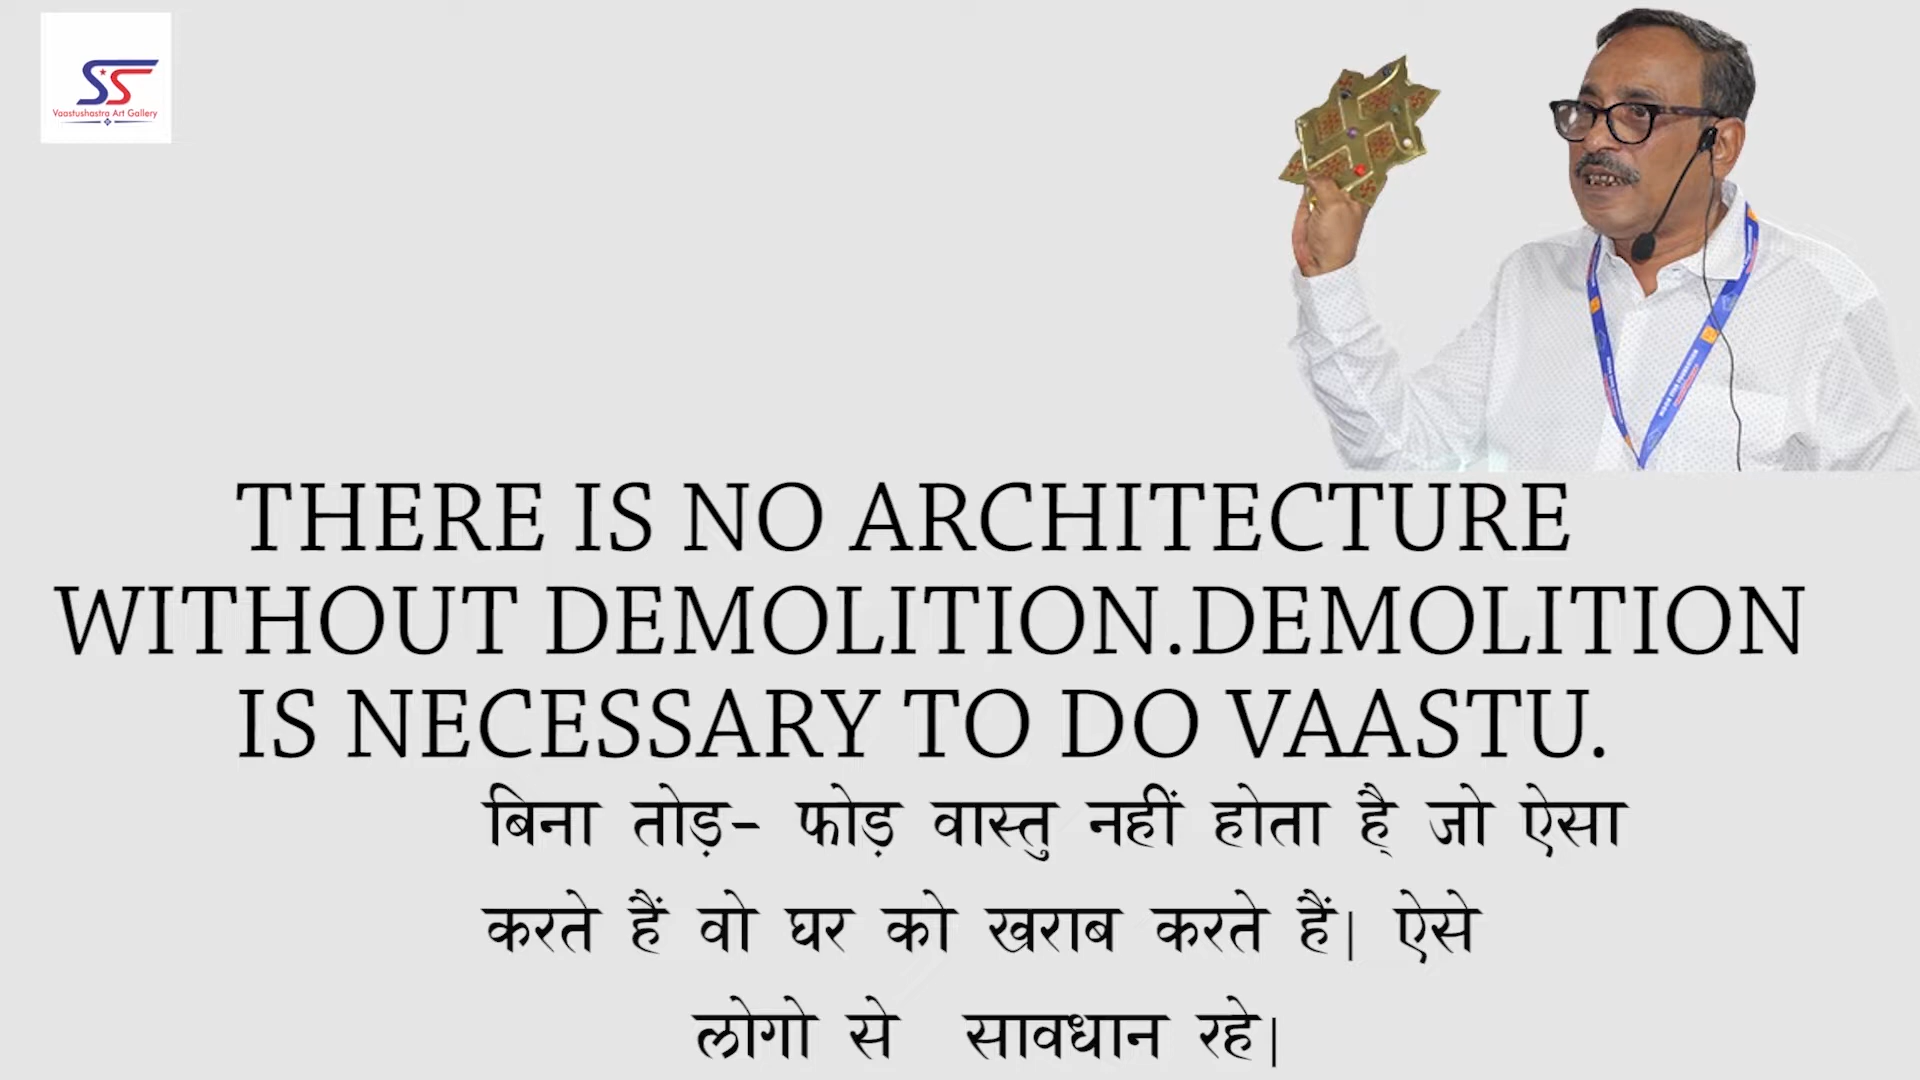 SS
Vaastushastra Art Gallery
THERE IS NO ARCHITECTURE
WITHOUT DEMOLITION.DEMOLITION
IS NECESSARY TO DO VAASTU.
बिना तोड़- फोड़ वास्तु नहीं होता है् जो ऐसा
करते हैं वो घर को खराब करते हैं| ऐसे
लोगो से सावधान रहे|